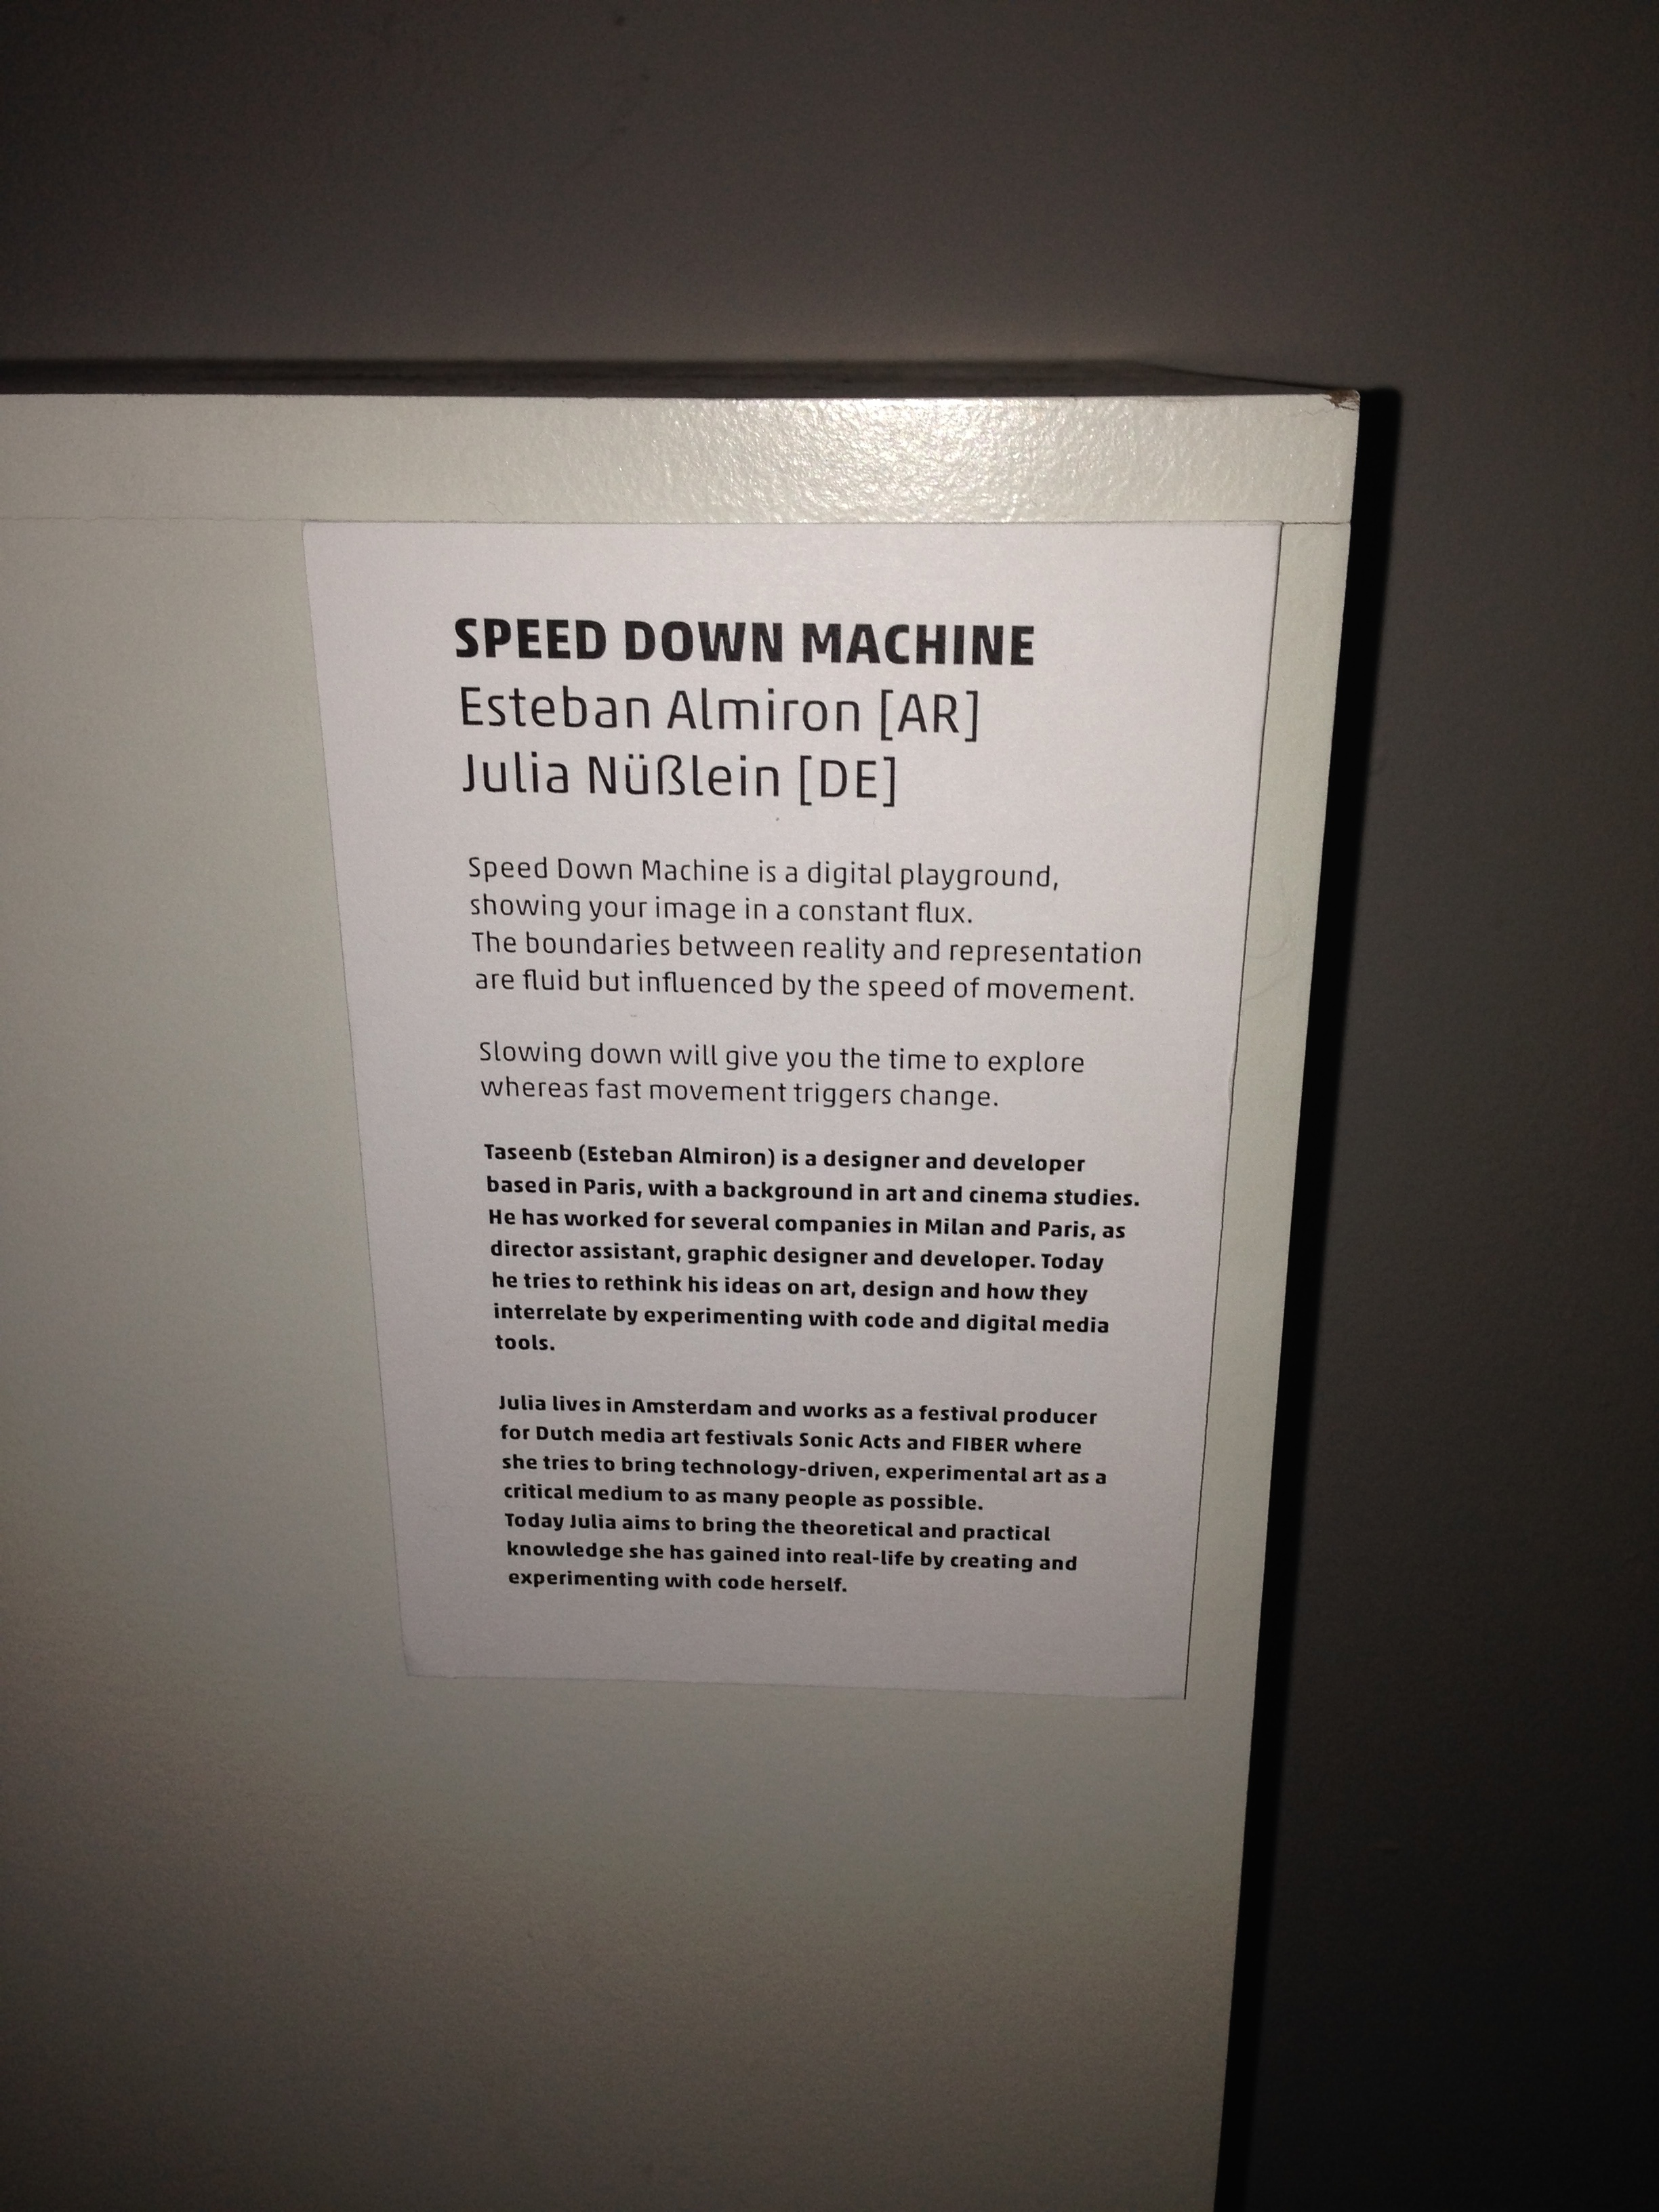 SPEED DOWN MACHINE
Esteban Almiron [AR]
Julia Nüßlein [DE]
Speed Down Machine is a digital playground,
showing your image in a constant flux.
The boundaries between reality and representation
are fluid but influenced by the speed of movement.
Slowing down will give you the time to explore
whereas fast movement triggers change.
Taseenb (Esteban Almiron) is a designer and developer
based in Paris, with a background in art and cinema studies.
He has worked for several companies in Milan and Paris, as
director assistant, graphic designer and developer. Today
he tries to rethink his ideas on art, design and how they
interrelate by experimenting with code and digital media
tools.
Julia lives in Amsterdam and works as a festival producer
for Dutch media art festivals Sonic Acts and FIBER where
she tries to bring technology-driven, experimental art as a
critical medium to as many people as possible.
Today Julia aims to bring the theoretical and practical
knowledge she has gained into real-life by creating and
experimenting with code herself.